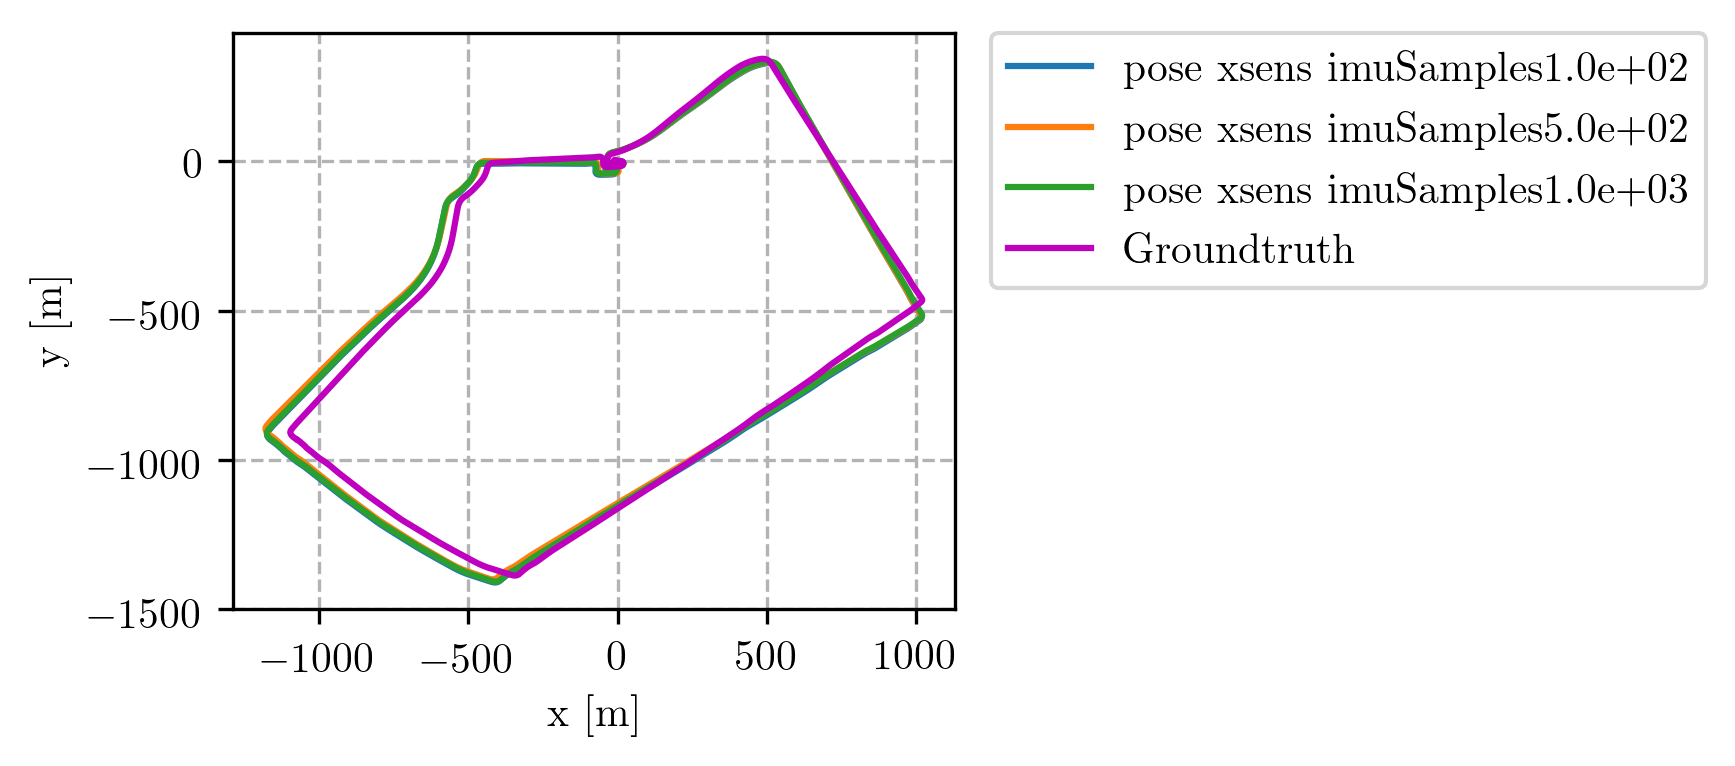 0
−500
−1000
−1500
y [m]
−1000
−500
0
500
1000
x [m]
pose xsens imuSamples1.0e+02
pose xsens imuSamples5.0e+02
pose xsens imuSamples1.0e+03
Groundtruth